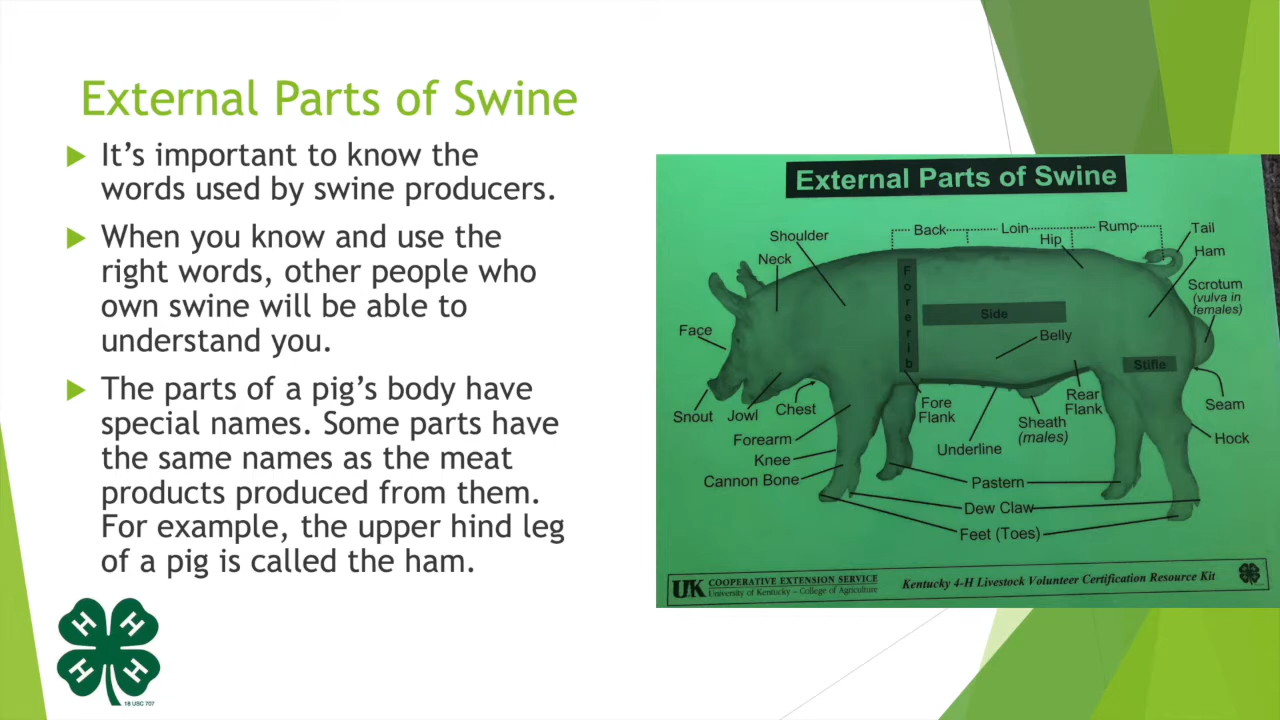 External Parts of Swine
It's important to know the
words used by swine producers.
When you know and use the
right words, other people who
own swine will be able to
understand you.
The parts of a pig's body have
special names. Some parts have
the same names as the meat
products produced from them.
For example, the upper hind leg
of a pig is called the ham.
H H
H H
18 USC 707
External Parts of Swine
Back
Loin
Rump
Tail
Shoulder
Hip
Ham
Neck
Forerib
Scrotum
(vulva in
females)
Side
Face
Belly
Stifle
Snout
Jowl
Chest
Fore
Flank
Rear
Flank
Seam
Sheath
(males)
Forearm
Hock
Underline
Knee
Cannon Bone
Pastern
Dew Claw
Feet (Toes)
UK
COOPERATIVE EXTENSION SERVICE
University of Kentucky – College of Agriculture
Kentucky 4-H Livestock Volunteer Certification Resource Kit